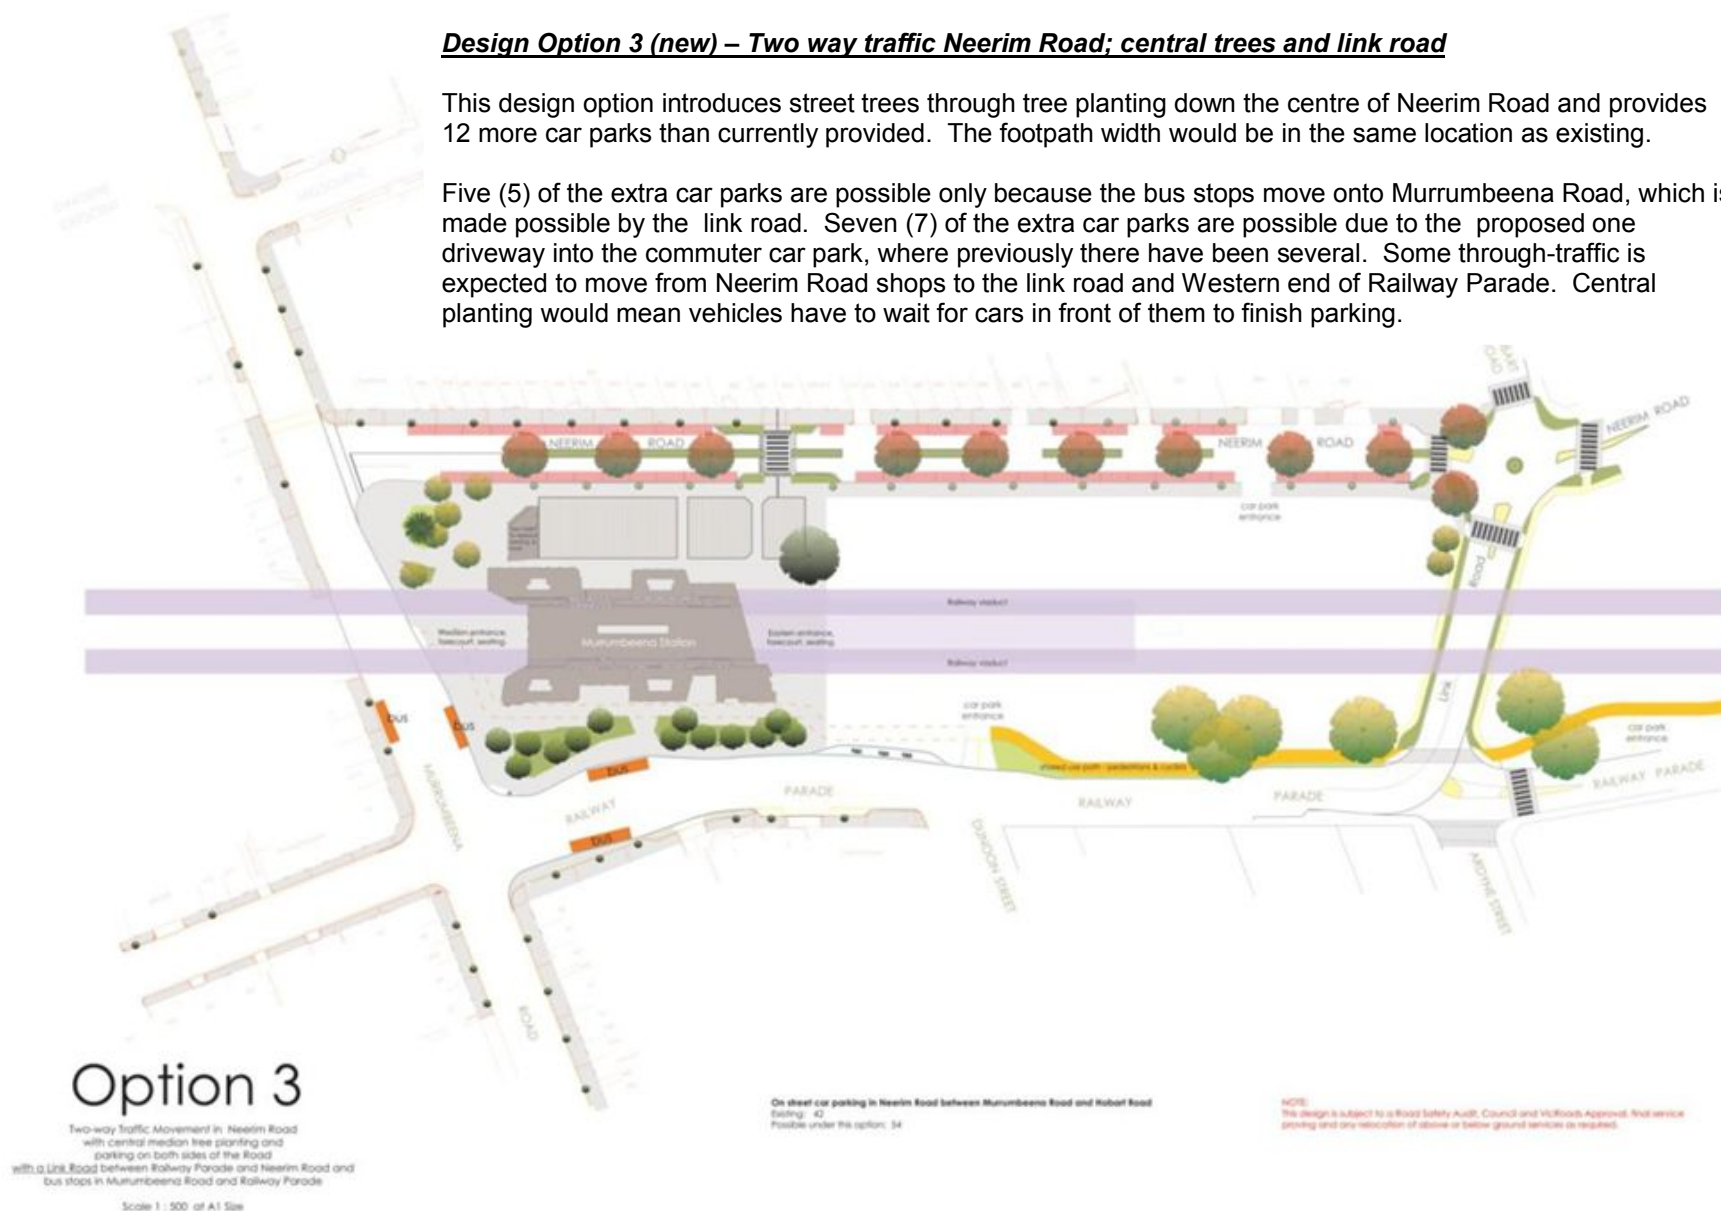 Design Option 3 (new) – Two way traffic Neerim Road; central trees and link road
This design option introduces street trees through tree planting down the centre of Neerim Road and provides
12 more car parks than currently provided. The footpath width would be in the same location as existing.
Five (5) of the extra car parks are possible only because the bus stops move onto Murrumbeena Road, which is
made possible by the link road. Seven (7) of the extra car parks are possible due to the proposed one
driveway into the commuter car park, where previously there have been several. Some through-traffic is
expected to move from Neerim Road shops to the link road and Western end of Railway Parade. Central
planting would mean vehicles have to wait for cars in front of them to finish parking.
NEERIM ROAD
NEERIM ROAD
NEERIM ROAD
car park
entrance
Road
Link
Railway viaduct
Western entrance,
forecourt, seating
Murrumbeena Station
Eastern entrance,
forecourt, seating
Railway viaduct
car park
entrance
bus
bus
bus
bus
shared use path - pedestrians & cyclists
car park
entrance
MURRUMBEENA
ROAD
RAILWAY
PARADE
RAILWAY
PARADE
RAILWAY PARADE
DUNOON STREET
ARDYNE STREET
Option 3
Two-way Traffic Movement in Neerim Road
with central median tree planting and
parking on both sides of the Road
with a Link Road between Railway Parade and Neerim Road and
bus stops in Murrumbeena Road and Railway Parade
Scale 1 : 500 at A1 Size
On street car parking in Neerim Road between Murrumbeena Road and Hobart Road
Existing: 42
Possible under this option: 54
NOTE:
This design is subject to a Road Safety Audit, Council and VicRoads Approval, final service
proving and any relocation of above or below ground services as required.